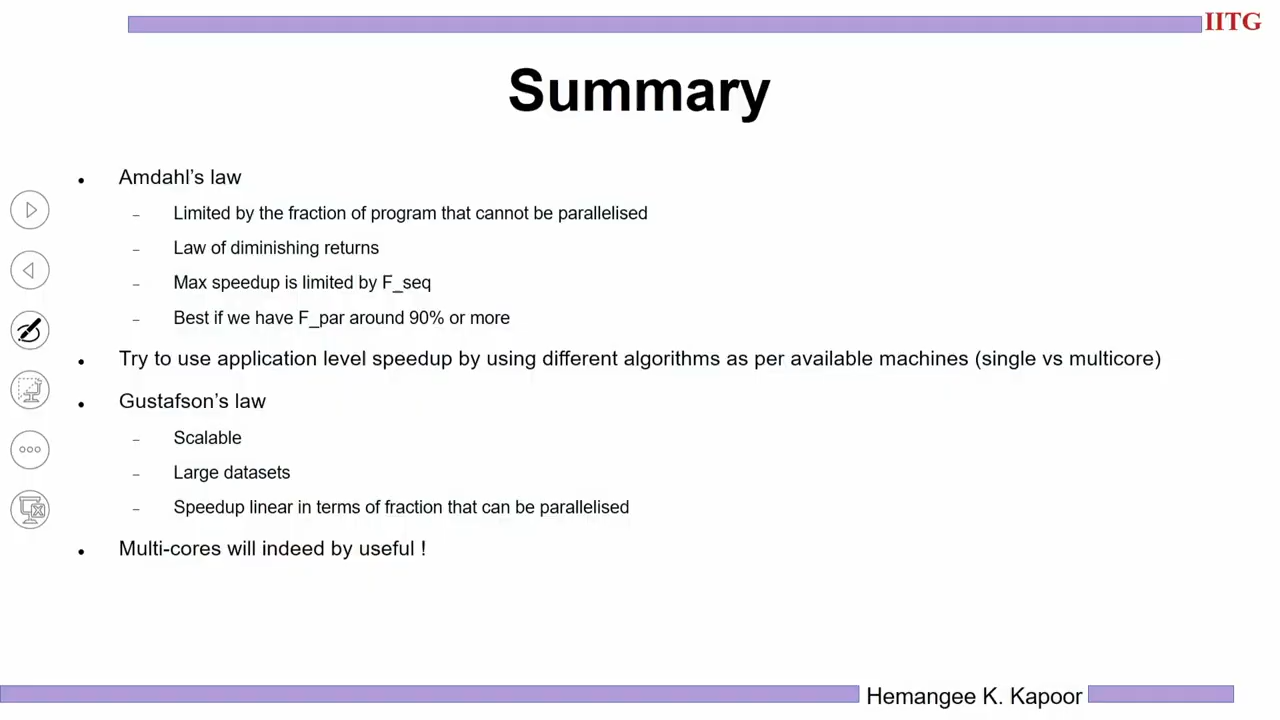 IITG
Summary
• Amdahl's law
– Limited by the fraction of program that cannot be parallelised
– Law of diminishing returns
– Max speedup is limited by F_seq
– Best if we have F_par around 90% or more
• Try to use application level speedup by using different algorithms as per available machines (single vs multicore)
• Gustafson's law
– Scalable
– Large datasets
– Speedup linear in terms of fraction that can be parallelised
• Multi-cores will indeed by useful !
Hemangee K. Kapoor